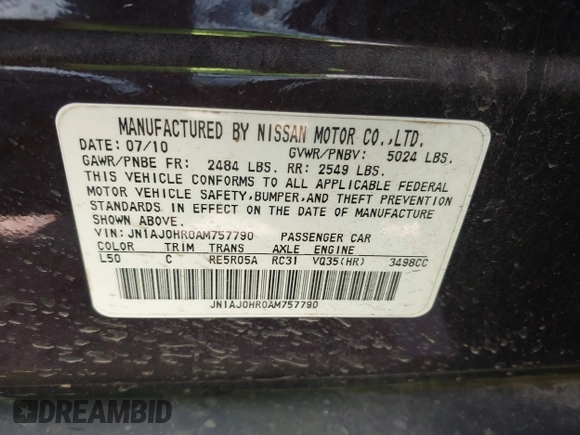 MANUFACTURED BY NISSAN MOTOR CO.,LTD.
DATE: 07/10 GVWR/PNBV: 5024 LBS.
GAWR/PNBE FR: 2484 LBS. RR: 2549 LBS.
THIS VEHICLE CONFORMS TO ALL APPLICABLE FEDERAL
MOTOR VEHICLE SAFETY, BUMPER, AND THEFT PREVENTION
STANDARDS IN EFFECT ON THE DATE OF MANUFACTURE
SHOWN ABOVE.
VIN: JN1AJ0HR0AM757790 PASSENGER CAR
COLOR TRIM TRANS AXLE ENGINE
L50 C RE5R05A RC31 VQ35(HR) 3498CC
JN1AJ0HR0AM757790
DREAMBID